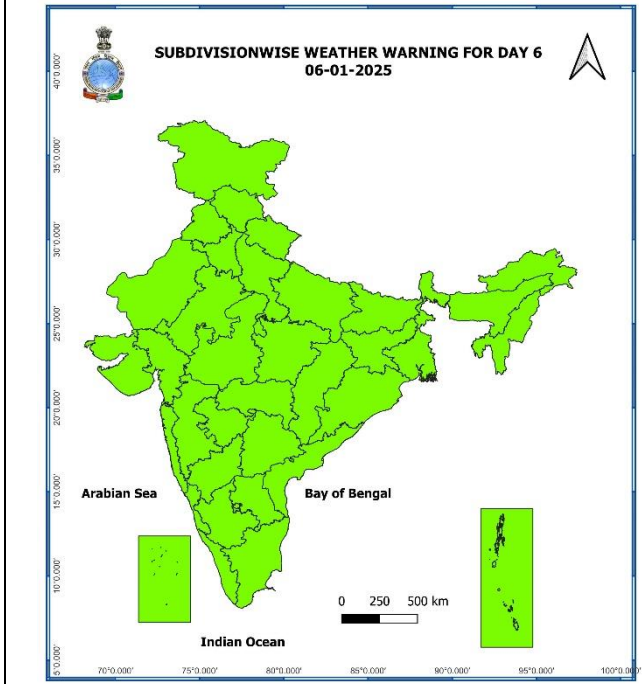 SUBDIVISIONWISE WEATHER WARNING FOR DAY 6
06-01-2025
40°0.000'
35°0.000'
30°0.000'
25°0.000'
20°0.000'
15°0.000'
10°0.000'
5°0.000'
Arabian Sea
Bay of Bengal
0 250 500 km
Indian Ocean
70°0.000' 75°0.000' 80°0.000' 85°0.000' 90°0.000' 95°0.000' 100°0.000'